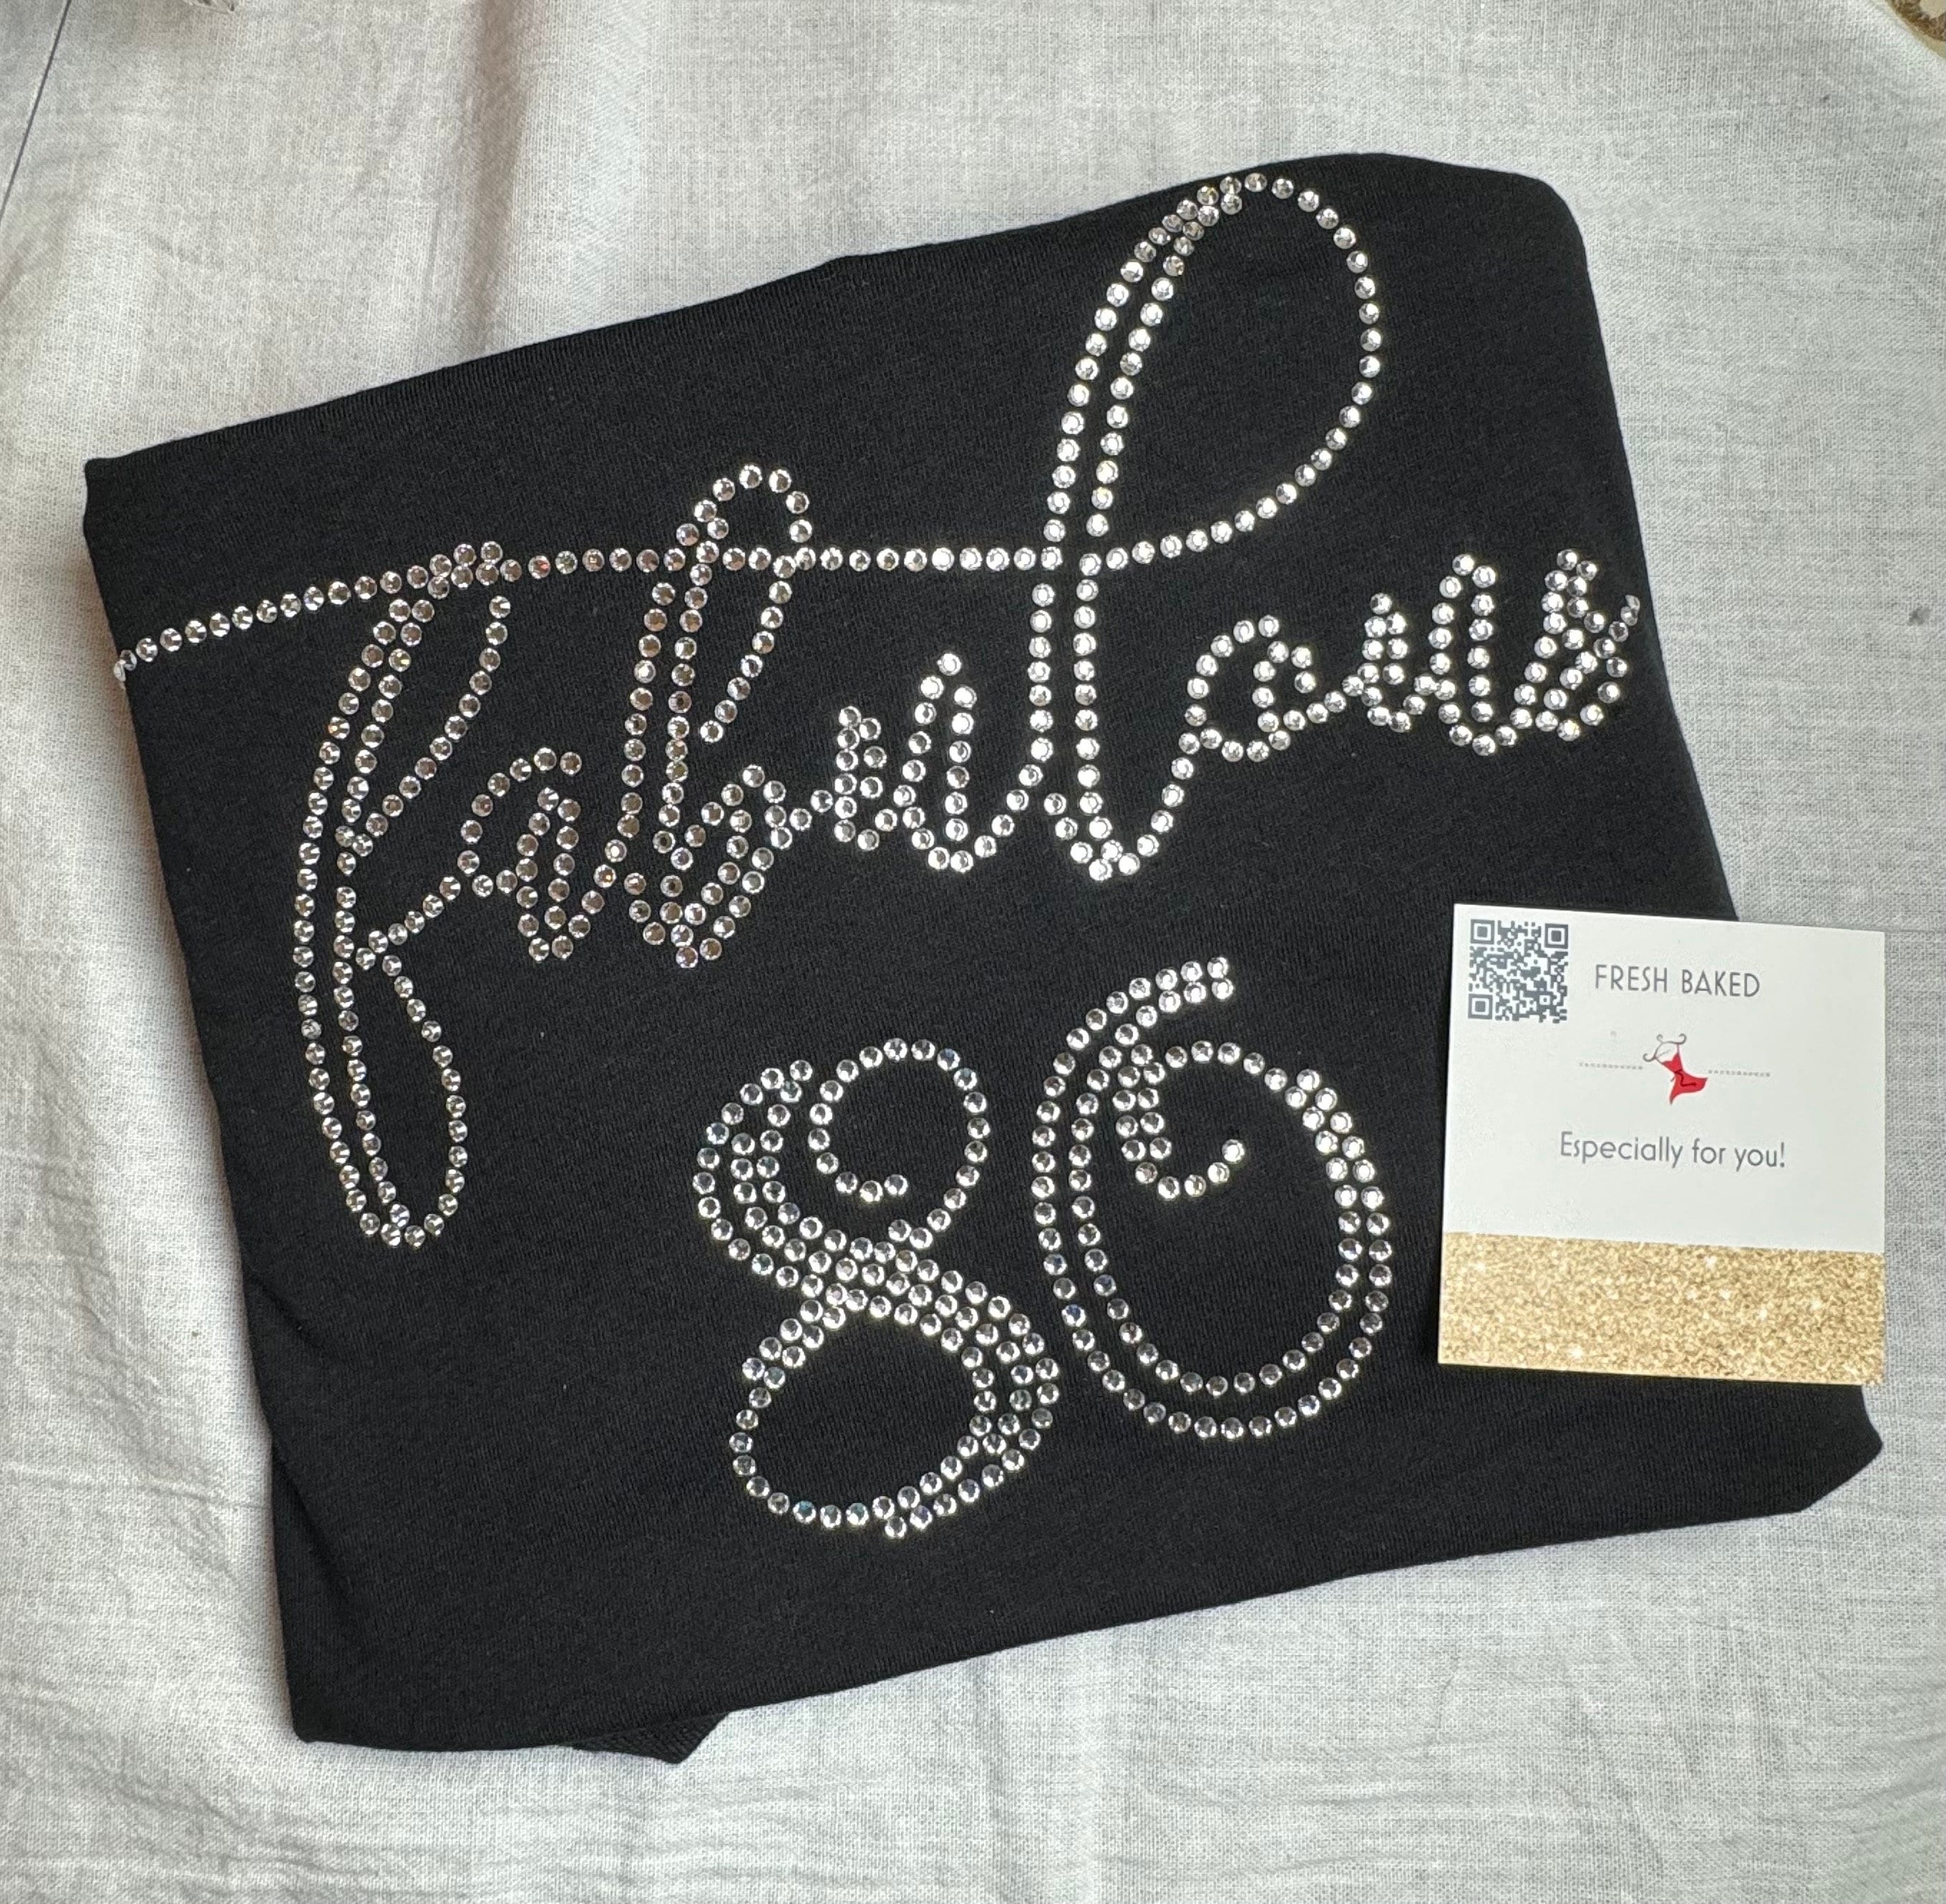 fabulous
80
FRESH BAKED
Especially for you!